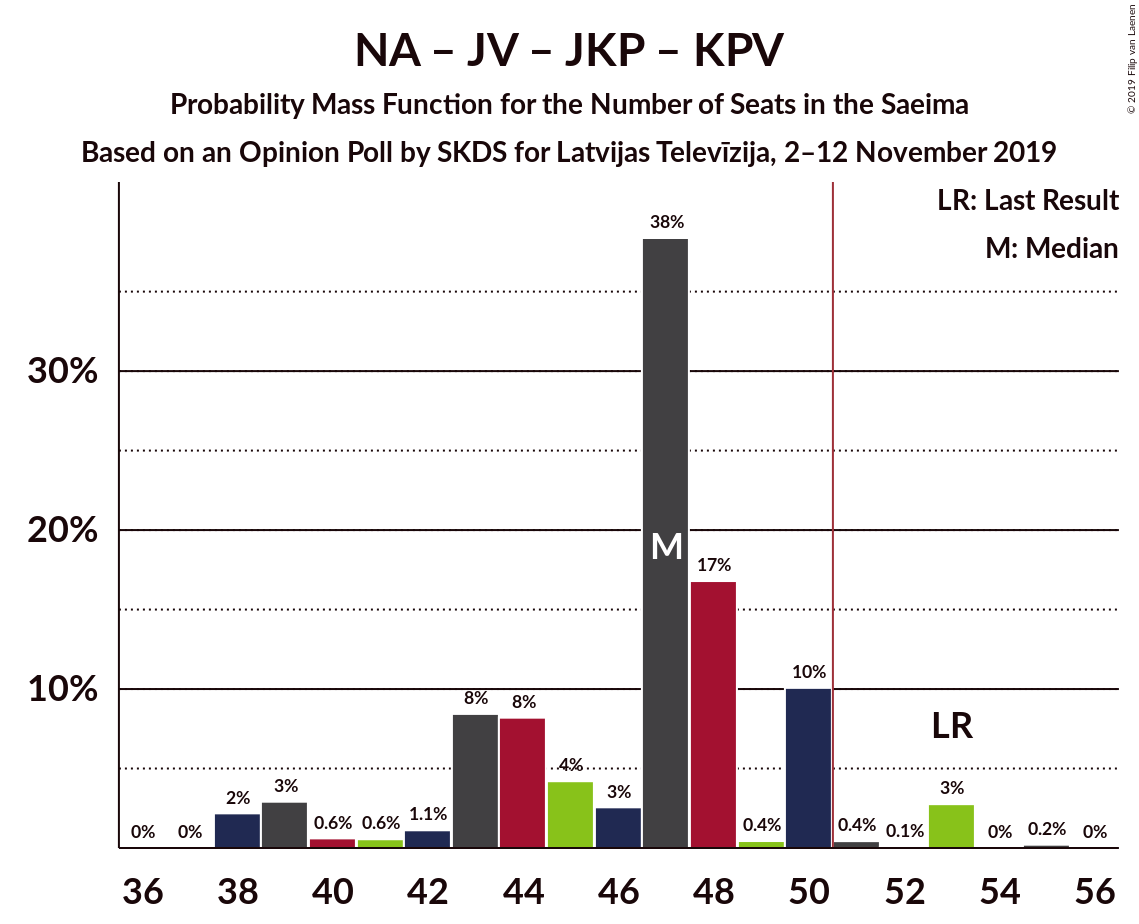 NA – JV – JKP – KPV
Probability Mass Function for the Number of Seats in the Saeima
Based on an Opinion Poll by SKDS for Latvijas Televīzija, 2–12 November 2019
© 2019 Filip van Laenen
LR: Last Result
M: Median
38%
30%
20%
M
17%
10%
10%
8%
8%
LR
4%
3%
3%
3%
2%
1.1%
0.6%
0.6%
0.4%
0.4%
0.1%
0.2%
0%
0%
0%
0%
36 38 40 42 44 46 48 50 52 54 56